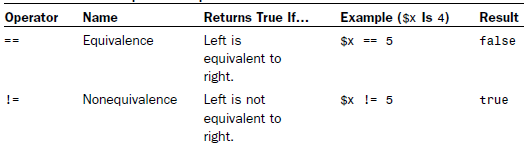 Operator Name Returns True If... Example ($x Is 4) Result
== Equivalence Left is $x == 5 false
equivalent to
right.
!= Nonequivalence Left is not $x != 5 true
equivalent to
right.